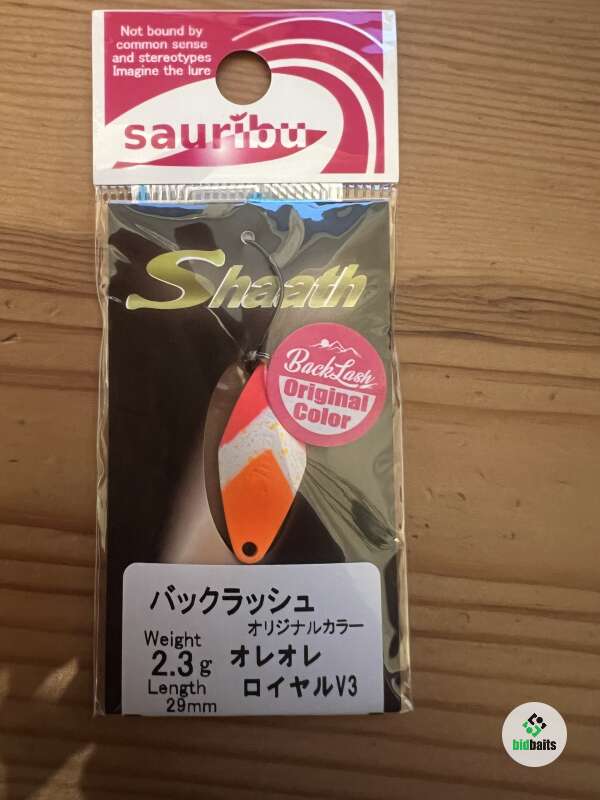 Not bound by
common sense
and stereotypes
Imagine the lure
sauribu
Shaath
BackLash
Original
Color
バックラッシュ
オリジナルカラー
Weight
2.3g
オレオレ
Length
ロイヤルV3
29mm
bidbaits